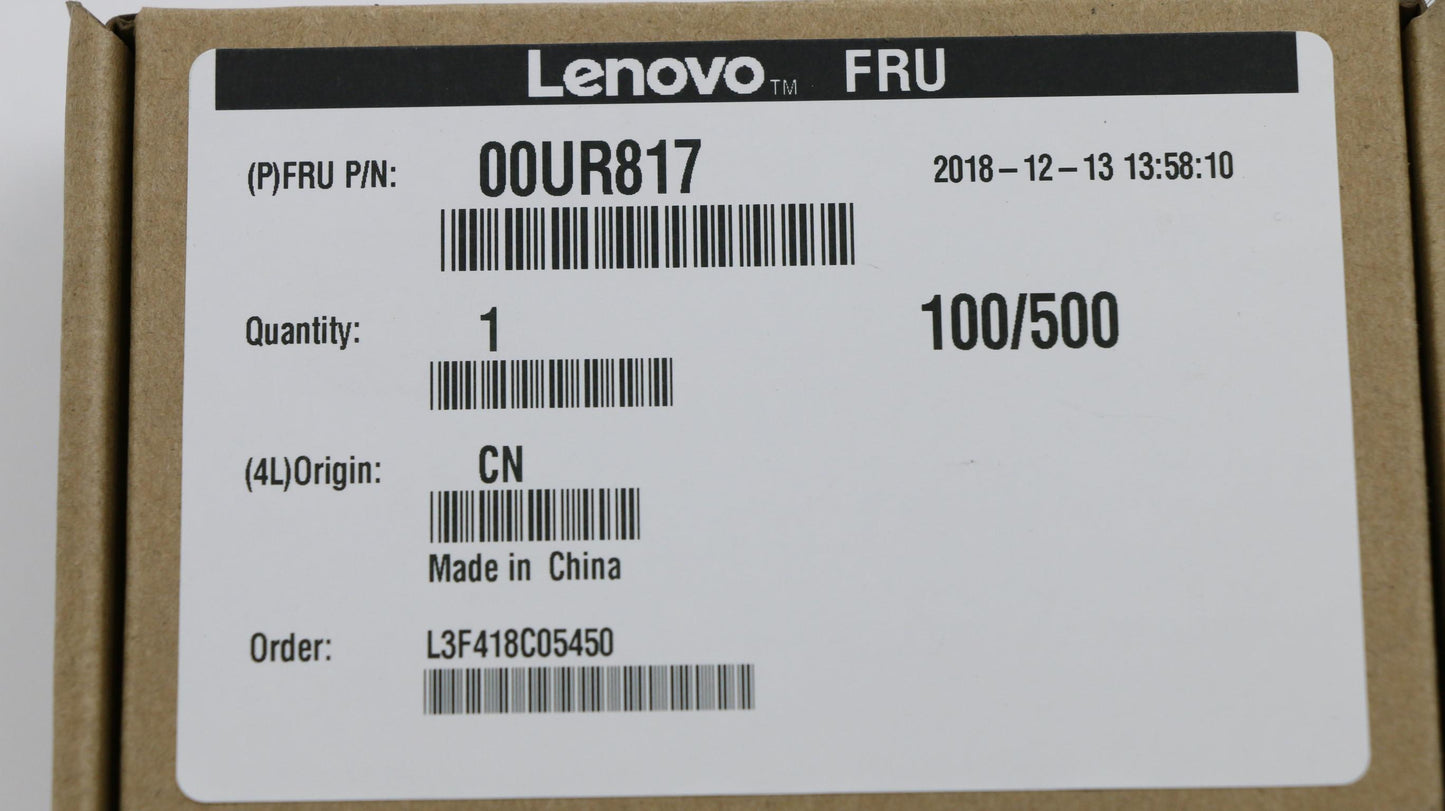 Lenovo™ FRU
(P)FRU P/N: 00UR817 2018-12-13 13:58:10
Quantity: 1 100/500
(4L)Origin: CN
Made in China
Order: L3F418C05450